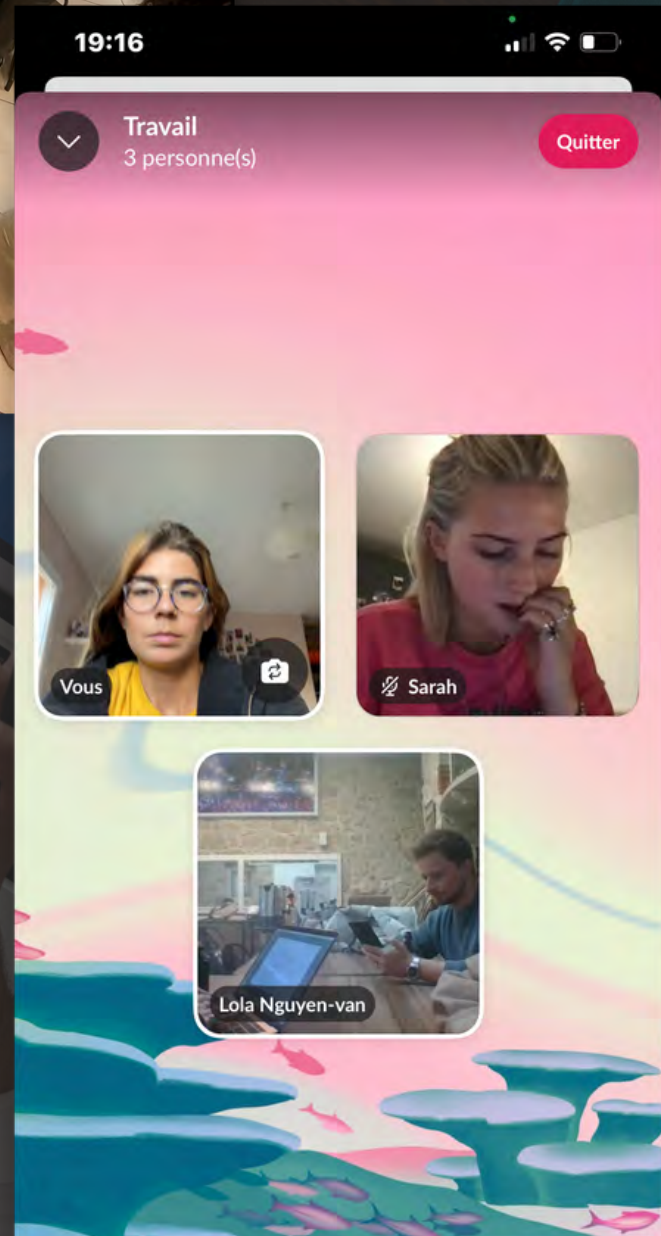 19:16
Travail
3 personne(s)
Quitter
Vous
Sarah
Lola Nguyen-van